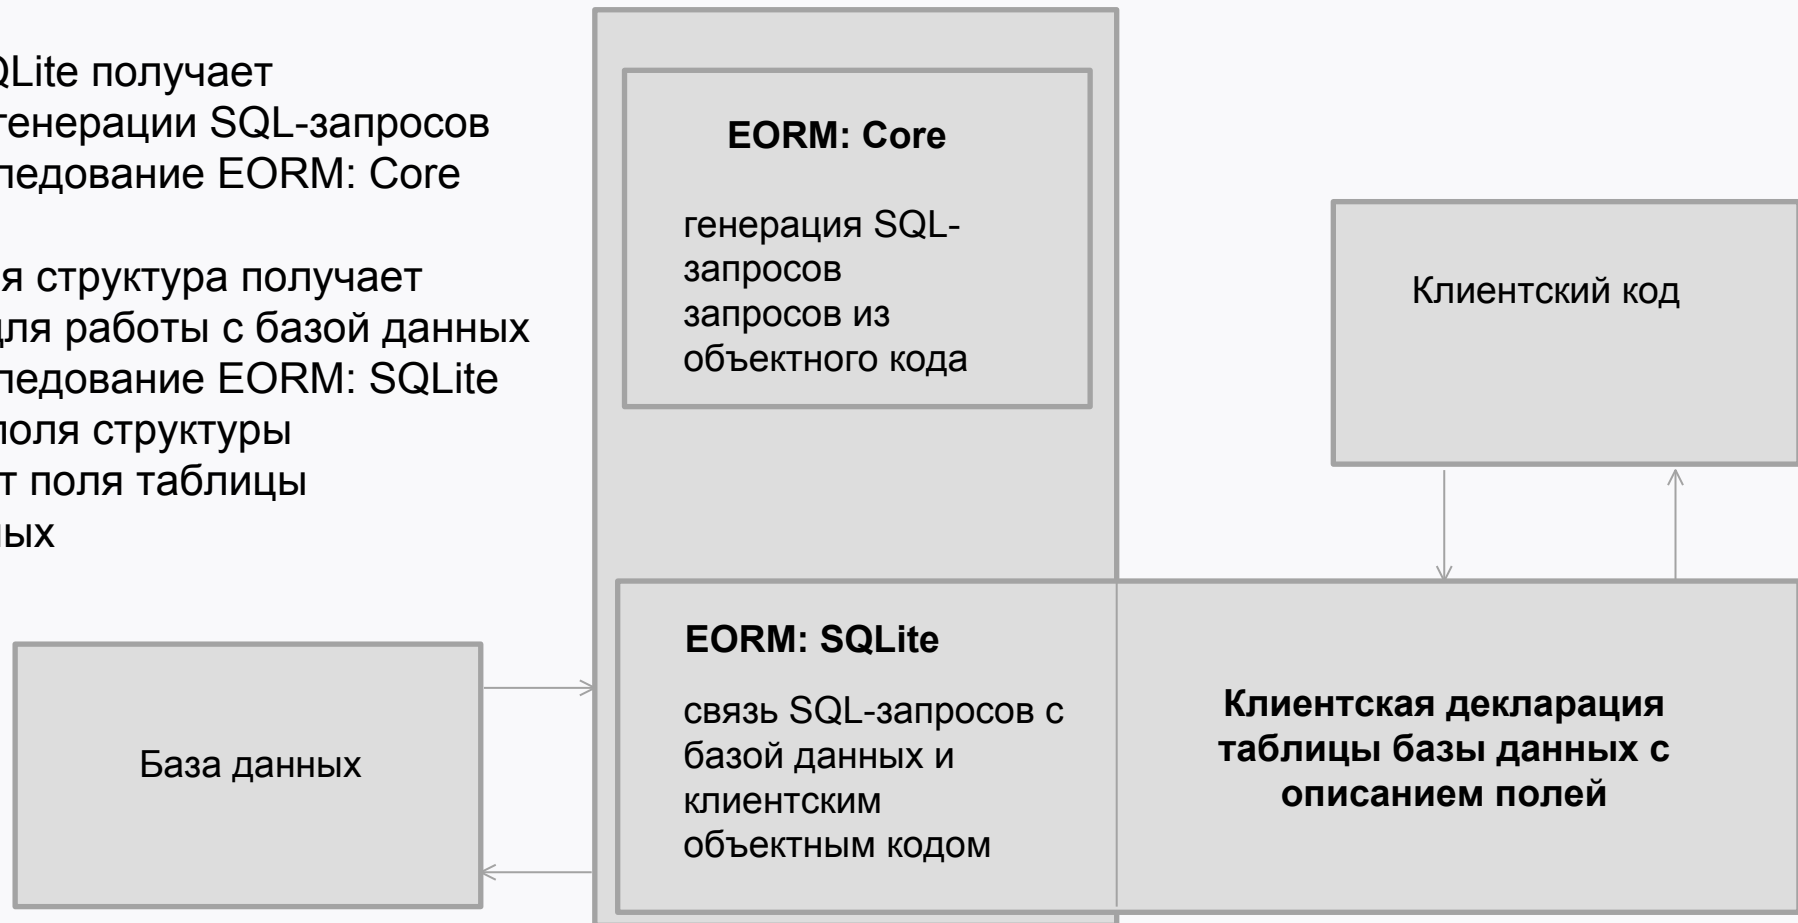 QLite получает
генерации SQL-запросов
ледование EORM: Core
я структура получает
для работы с базой данных
ледование EORM: SQLite
поля структуры
т поля таблицы
ных
EORM: Core
генерация SQL-
запросов
запросов из
объектного кода
Клиентский код
EORM: SQLite
связь SQL-запросов с
базой данных и
клиентским
объектным кодом
Клиентская декларация
таблицы базы данных с
описанием полей
База данных